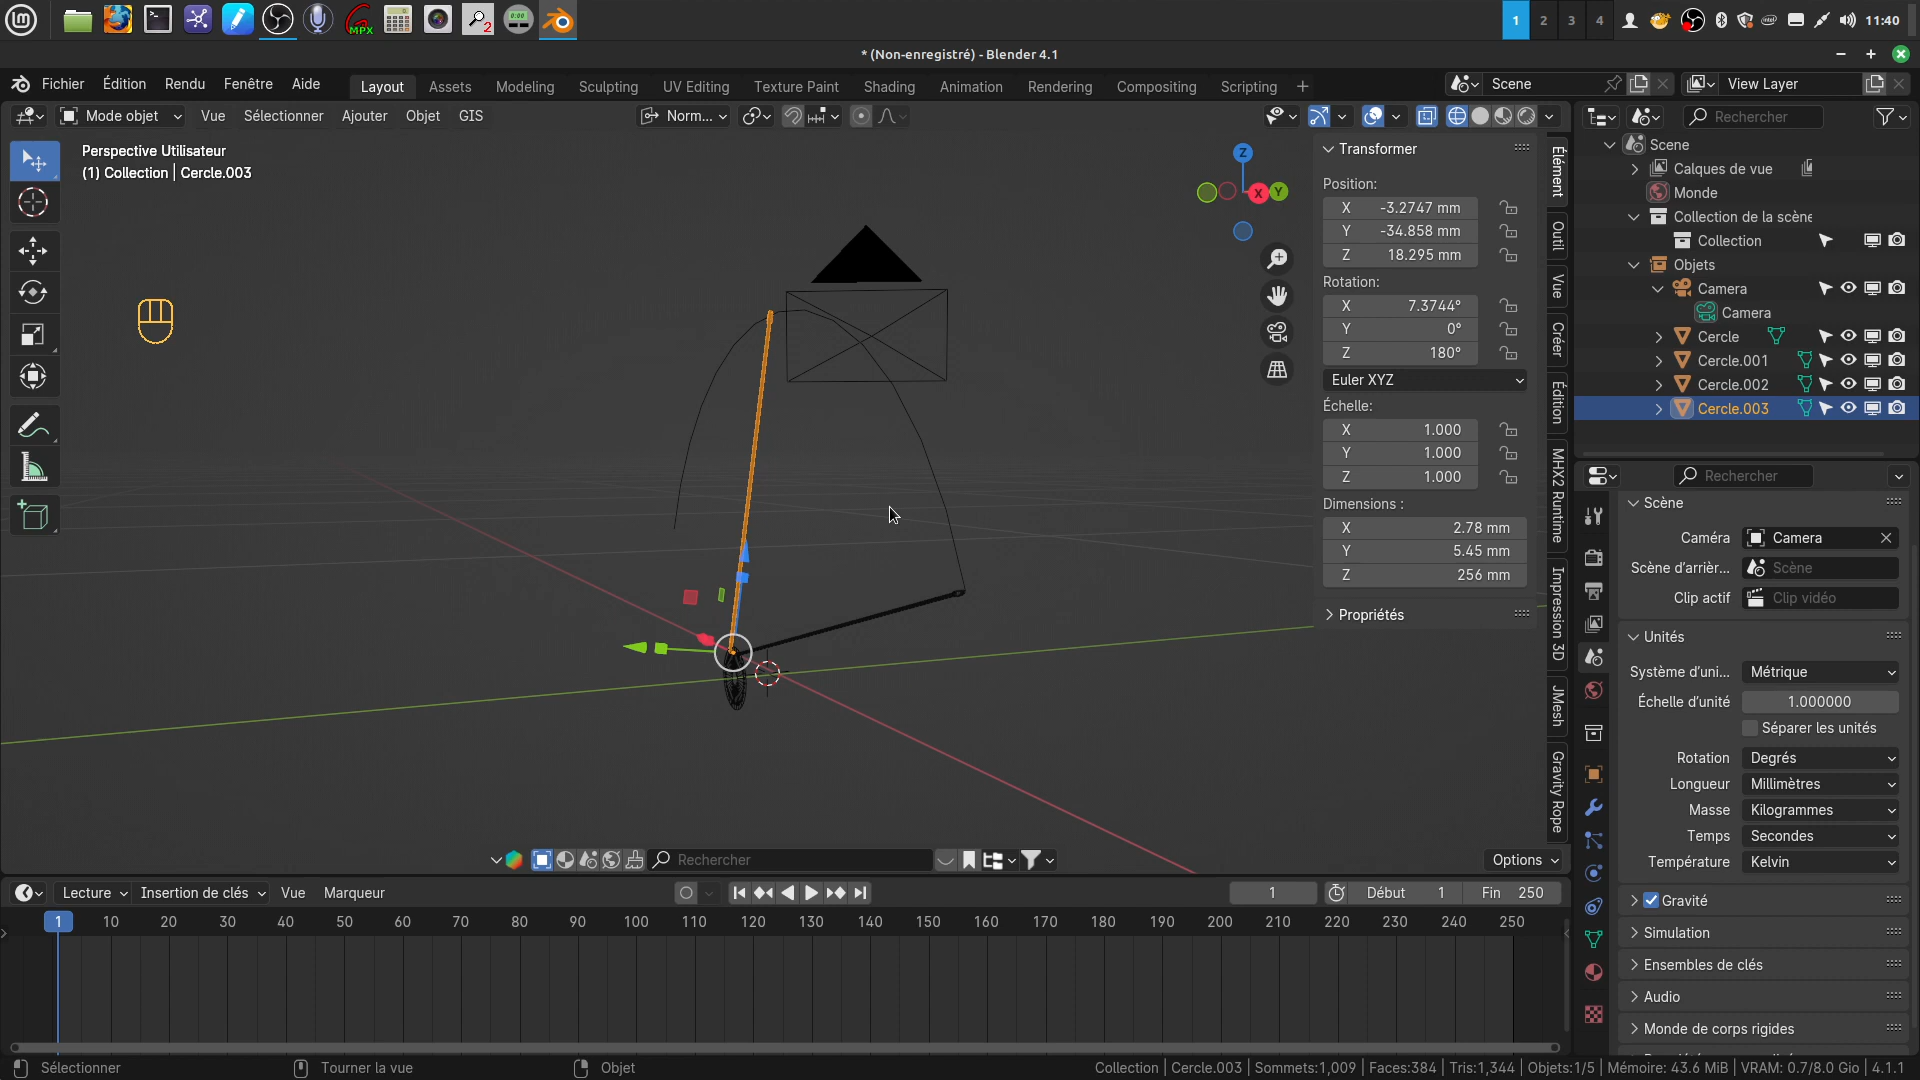 MPX
2
1 2 3 4
11:40
* (Non-enregistré) - Blender 4.1
Fichier Édition Rendu Fenêtre Aide
Layout Assets Modeling Sculpting UV Editing Texture Paint Shading Animation Rendering Compositing Scripting +
Scene
View Layer
Mode objet Vue Sélectionner Ajouter Objet GIS
Norm...
Rechercher
Perspective Utilisateur
(1) Collection | Cercle.003
Z
X Y
Transformer
Position:
X -3.2747 mm
Y -34.858 mm
Z 18.295 mm
Rotation:
X 7.3744°
Y 0°
Z 180°
Euler XYZ
Échelle:
X 1.000
Y 1.000
Z 1.000
Dimensions :
X 2.78 mm
Y 5.45 mm
Z 256 mm
Propriétés
Élément
Outil
Vue
Créer
Édition
MHX2 Runtime
Impression 3D
JMesh
Gravity Rope
Scene
Calques de vue
Monde
Collection de la scène
Collection
Objets
Camera
Camera
Cercle
Cercle.001
Cercle.002
Cercle.003
Rechercher
Scène
Caméra Camera
Scène d'arrièr... Scène
Clip actif Clip vidéo
Unités
Système d'uni... Métrique
Échelle d'unité 1.000000
Séparer les unités
Rotation Degrés
Longueur Millimètres
Masse Kilogrammes
Temps Secondes
Température Kelvin
Gravité
Simulation
Ensembles de clés
Audio
Monde de corps rigides
Rechercher
Options
Lecture Insertion de clés Vue Marqueur
1
Début 1 Fin 250
1 10 20 30 40 50 60 70 80 90 100 110 120 130 140 150 160 170 180 190 200 210 220 230 240 250
Sélectionner Tourner la vue Objet
Collection | Cercle.003 | Sommets:1,009 | Faces:384 | Tris:1,344 | Objets:1/5 | Mémoire: 43.6 MiB | VRAM: 0.7/8.0 Gio | 4.1.1